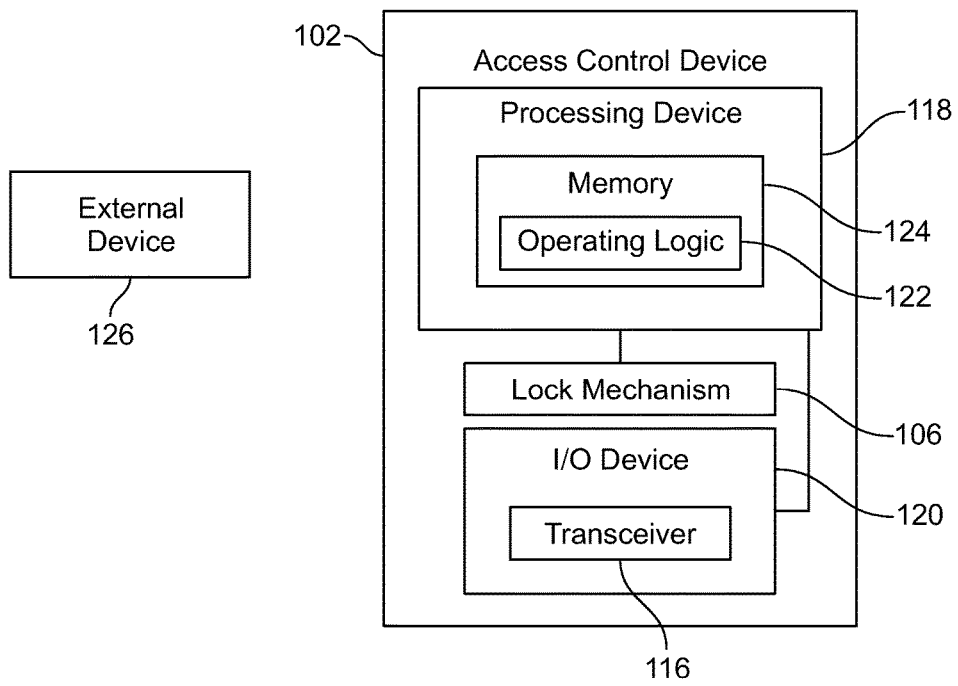 102
Access Control Device
Processing Device
118
Memory
124
Operating Logic
122
External
Device
126
Lock Mechanism
106
I/O Device
120
Transceiver
116